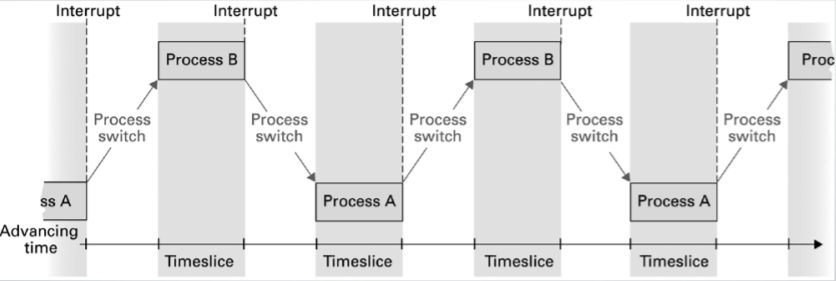 Interrupt Interrupt Interrupt Interrupt Interrupt
Process B Process B Proc
Process Process Process Process Process
switch switch switch switch switch
ss A Process A Process A
Advancing
time
Timeslice Timeslice Timeslice Timeslice